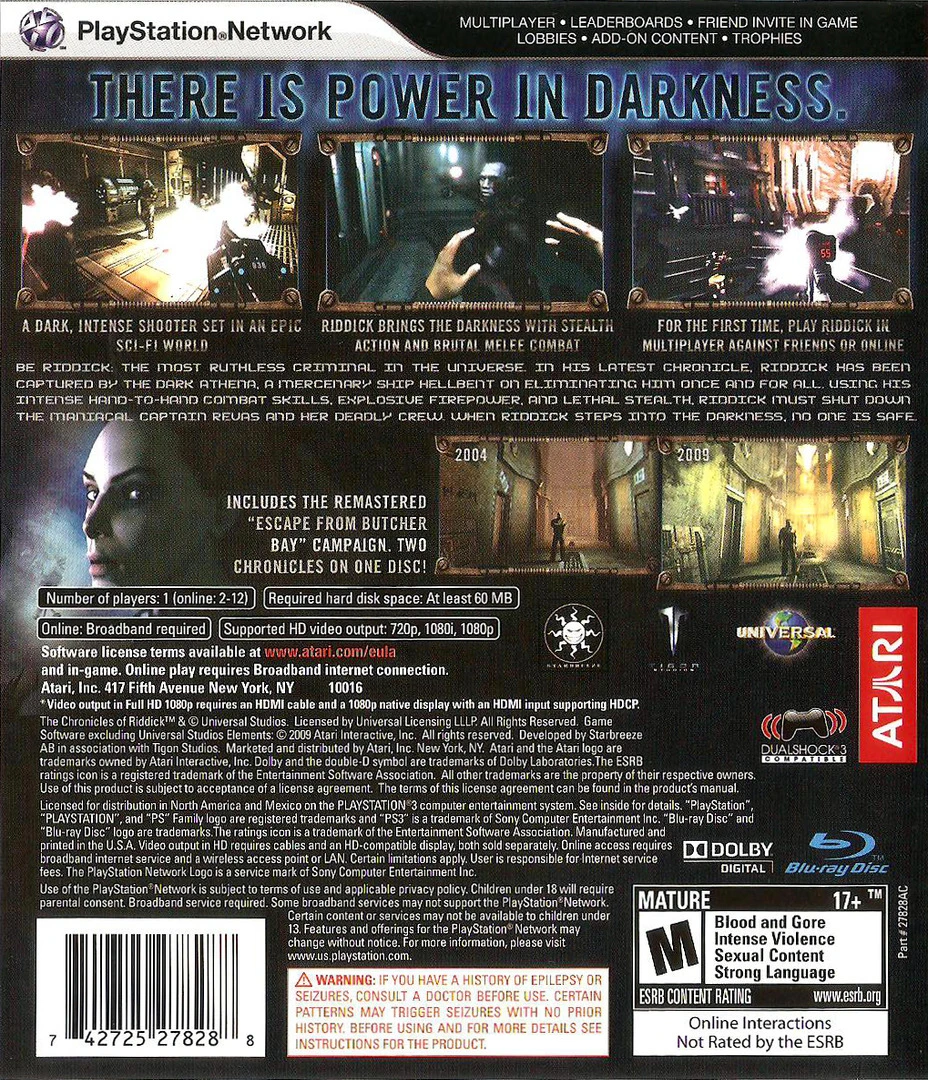 PlayStation®Network
MULTIPLAYER • LEADERBOARDS • FRIEND INVITE IN GAME
LOBBIES • ADD-ON CONTENT • TROPHIES
THERE IS POWER IN DARKNESS.
036
55
A DARK, INTENSE SHOOTER SET IN AN EPIC
SCI-FI WORLD
RIDDICK BRINGS THE DARKNESS WITH STEALTH
ACTION AND BRUTAL MELEE COMBAT
FOR THE FIRST TIME, PLAY RIDDICK IN
MULTIPLAYER AGAINST FRIENDS OR ONLINE
BE RIDDICK: THE MOST RUTHLESS CRIMINAL IN THE UNIVERSE. IN HIS LATEST CHRONICLE, RIDDICK HAS BEEN
CAPTURED BY THE DARK ATHENA, A MERCENARY SHIP HELLBENT ON ELIMINATING HIM ONCE AND FOR ALL. USING HIS
INTENSE HAND-TO-HAND COMBAT SKILLS, EXPLOSIVE FIREPOWER, AND LETHAL STEALTH, RIDDICK MUST SHUT DOWN
THE MANIACAL CAPTAIN REVAS AND HER DEADLY CREW. WHEN RIDDICK STEPS INTO THE DARKNESS, NO ONE IS SAFE.
2004
2009
INCLUDES THE REMASTERED
"ESCAPE FROM BUTCHER
BAY" CAMPAIGN. TWO
CHRONICLES ON ONE DISC!
Number of players: 1 (online: 2-12)
Required hard disk space: At least 60 MB
Online: Broadband required
Supported HD video output: 720p, 1080i, 1080p
STARBREEZE
TIGON
STUDIOS
UNIVERSAL
ATARI
Software license terms available at www.atari.com/eula
and in-game. Online play requires Broadband internet connection.
Atari, Inc. 417 Fifth Avenue New York, NY 10016
*Video output in Full HD 1080p requires an HDMI cable and a 1080p native display with an HDMI input supporting HDCP.
The Chronicles of Riddick™ & © Universal Studios. Licensed by Universal Licensing LLLP. All Rights Reserved. Game
Software excluding Universal Studios Elements: © 2009 Atari Interactive, Inc. All rights reserved. Developed by Starbreeze
AB in association with Tigon Studios. Marketed and distributed by Atari, Inc. New York, NY. Atari and the Atari logo are
trademarks owned by Atari Interactive, Inc. Dolby and the double-D symbol are trademarks of Dolby Laboratories.The ESRB
ratings icon is a registered trademark of the Entertainment Software Association. All other trademarks are the property of their respective owners.
Use of this product is subject to acceptance of a license agreement. The terms of this license agreement can be found in the product's manual.
DUALSHOCK®3
COMPATIBLE
Licensed for distribution in North America and Mexico on the PLAYSTATION®3 computer entertainment system. See inside for details. "PlayStation",
"PLAYSTATION", and "PS" Family logo are registered trademarks and "PS3" is a trademark of Sony Computer Entertainment Inc. "Blu-ray Disc" and
"Blu-ray Disc" logo are trademarks.The ratings icon is a trademark of the Entertainment Software Association. Manufactured and
printed in the U.S.A. Video output in HD requires cables and an HD-compatible display, both sold separately. Online access requires
broadband internet service and a wireless access point or LAN. Certain limitations apply. User is responsible for Internet service
fees. The PlayStation Network Logo is a service mark of Sony Computer Entertainment Inc.
DOLBY
DIGITAL
Blu-ray Disc™
Use of the PlayStation®Network is subject to terms of use and applicable privacy policy. Children under 18 will require
parental consent. Broadband service required. Some broadband services may not support the PlayStation®Network.
Certain content or services may not be available to children under
13. Features and offerings for the PlayStation® Network may
change without notice. For more information, please visit
www.us.playstation.com.
7 42725 27828 8
WARNING: IF YOU HAVE A HISTORY OF EPILEPSY OR
SEIZURES, CONSULT A DOCTOR BEFORE USE. CERTAIN
PATTERNS MAY TRIGGER SEIZURES WITH NO PRIOR
HISTORY. BEFORE USING AND FOR MORE DETAILS SEE
INSTRUCTIONS FOR THE PRODUCT.
MATURE 17+ ™
M
Blood and Gore
Intense Violence
Sexual Content
Strong Language
ESRB CONTENT RATING www.esrb.org
Online Interactions
Not Rated by the ESRB
Part # 27828AC